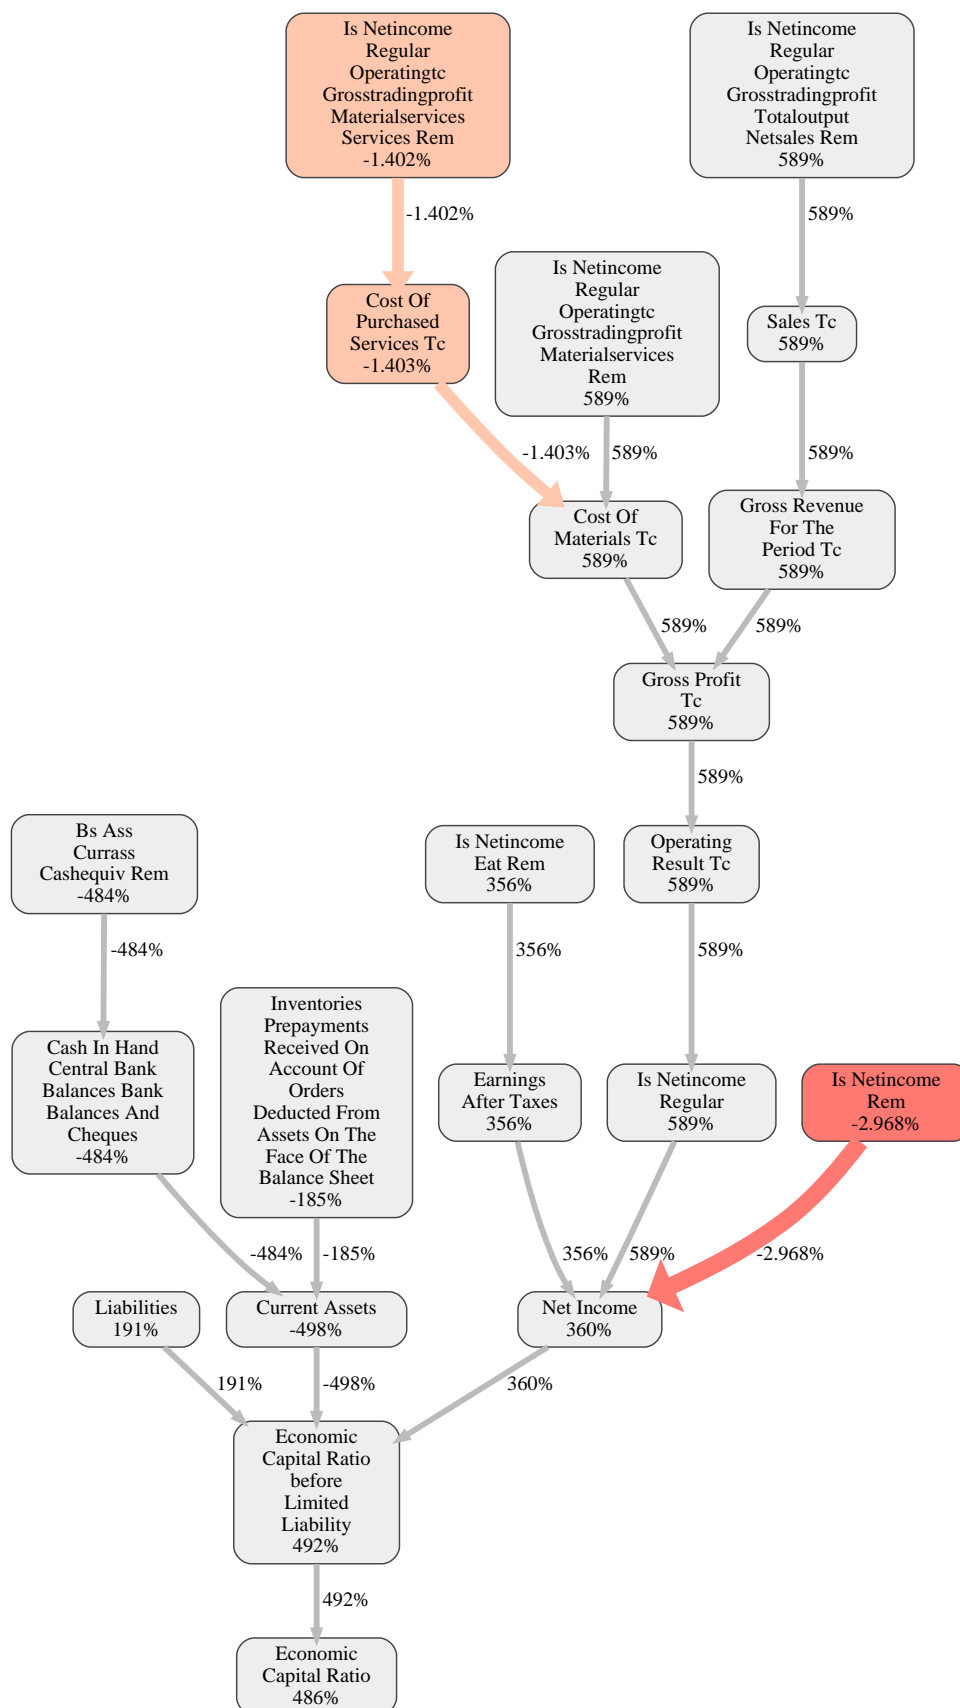 Is Netincome
Regular
Operatingtc
Grosstradingprofit
Materialservices
Services Rem
-1.402%
Is Netincome
Regular
Operatingtc
Grosstradingprofit
Totaloutput
Netsales Rem
589%
-1.402%
589%
Is Netincome
Regular
Operatingtc
Grosstradingprofit
Materialservices
Rem
589%
Cost Of
Purchased
Services Tc
-1.403%
Sales Tc
589%
-1.403%
589%
589%
Cost Of
Materials Tc
589%
Gross Revenue
For The
Period Tc
589%
589%
589%
Gross Profit
Tc
589%
589%
Bs Ass
Currass
Cashequiv Rem
-484%
Is Netincome
Eat Rem
356%
Operating
Result Tc
589%
-484%
356%
589%
Inventories
Prepayments
Received On
Account Of
Orders
Deducted From
Assets On The
Face Of The
Balance Sheet
-185%
Cash In Hand
Central Bank
Balances Bank
Balances And
Cheques
-484%
Earnings
After Taxes
356%
Is Netincome
Regular
589%
Is Netincome
Rem
-2.968%
-484%
-185%
356%
589%
-2.968%
Liabilities
191%
Current Assets
-498%
Net Income
360%
191%
-498%
360%
Economic
Capital Ratio
before
Limited
Liability
492%
492%
Economic
Capital Ratio
486%